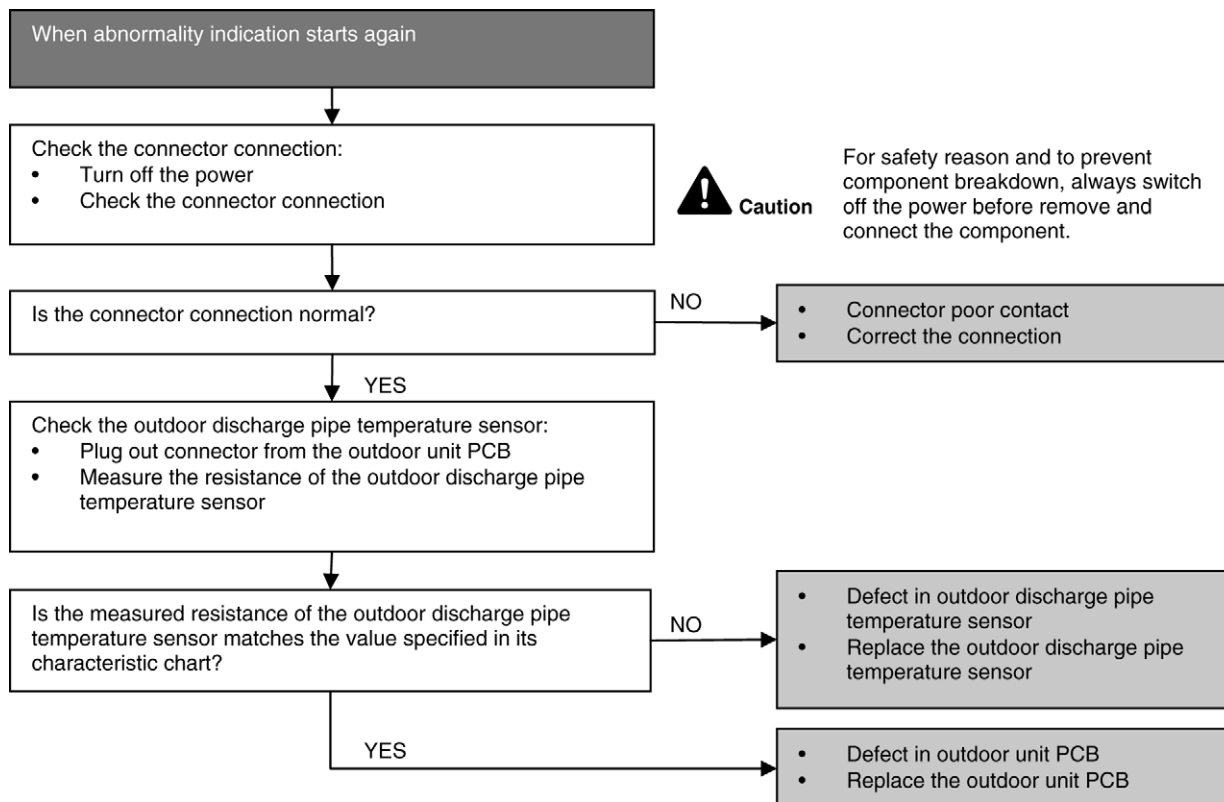 When abnormality indication starts again
Check the connector connection:
• Turn off the power
• Check the connector connection
Caution
For safety reason and to prevent
component breakdown, always switch
off the power before remove and
connect the component.
Is the connector connection normal?
NO
• Connector poor contact
• Correct the connection
YES
Check the outdoor discharge pipe temperature sensor:
• Plug out connector from the outdoor unit PCB
• Measure the resistance of the outdoor discharge pipe
temperature sensor
Is the measured resistance of the outdoor discharge pipe
temperature sensor matches the value specified in its
characteristic chart?
NO
• Defect in outdoor discharge pipe
temperature sensor
• Replace the outdoor discharge pipe
temperature sensor
YES
• Defect in outdoor unit PCB
• Replace the outdoor unit PCB